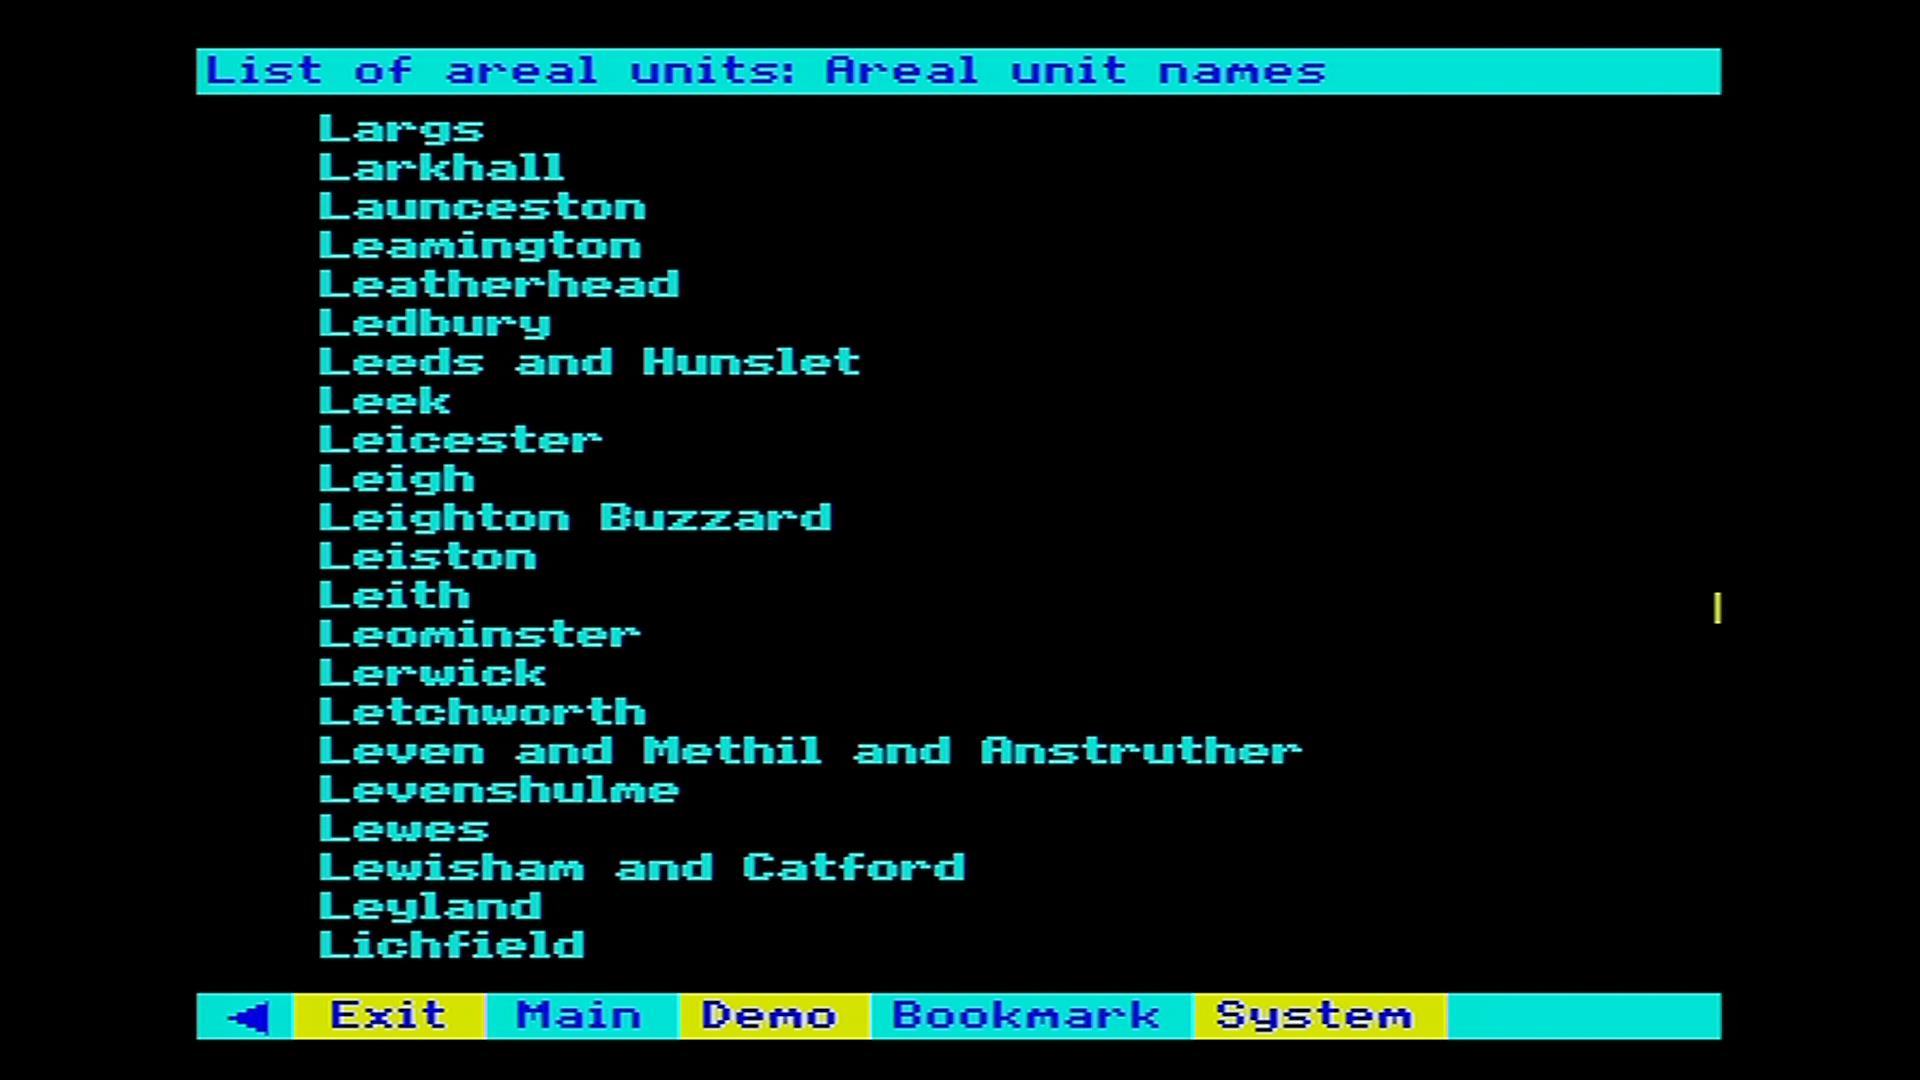 List of areal units: Areal unit names
Largs
Larkhall
Launceston
Leamington
Leatherhead
Ledbury
Leeds and Hunslet
Leek
Leicester
Leigh
Leighton Buzzard
Leiston
Leith
Leominster
Lerwick
Letchworth
Leven and Methil and Anstruther
Levenshulme
Lewes
Lewisham and Catford
Leyland
Lichfield
Exit Main Demo Bookmark System